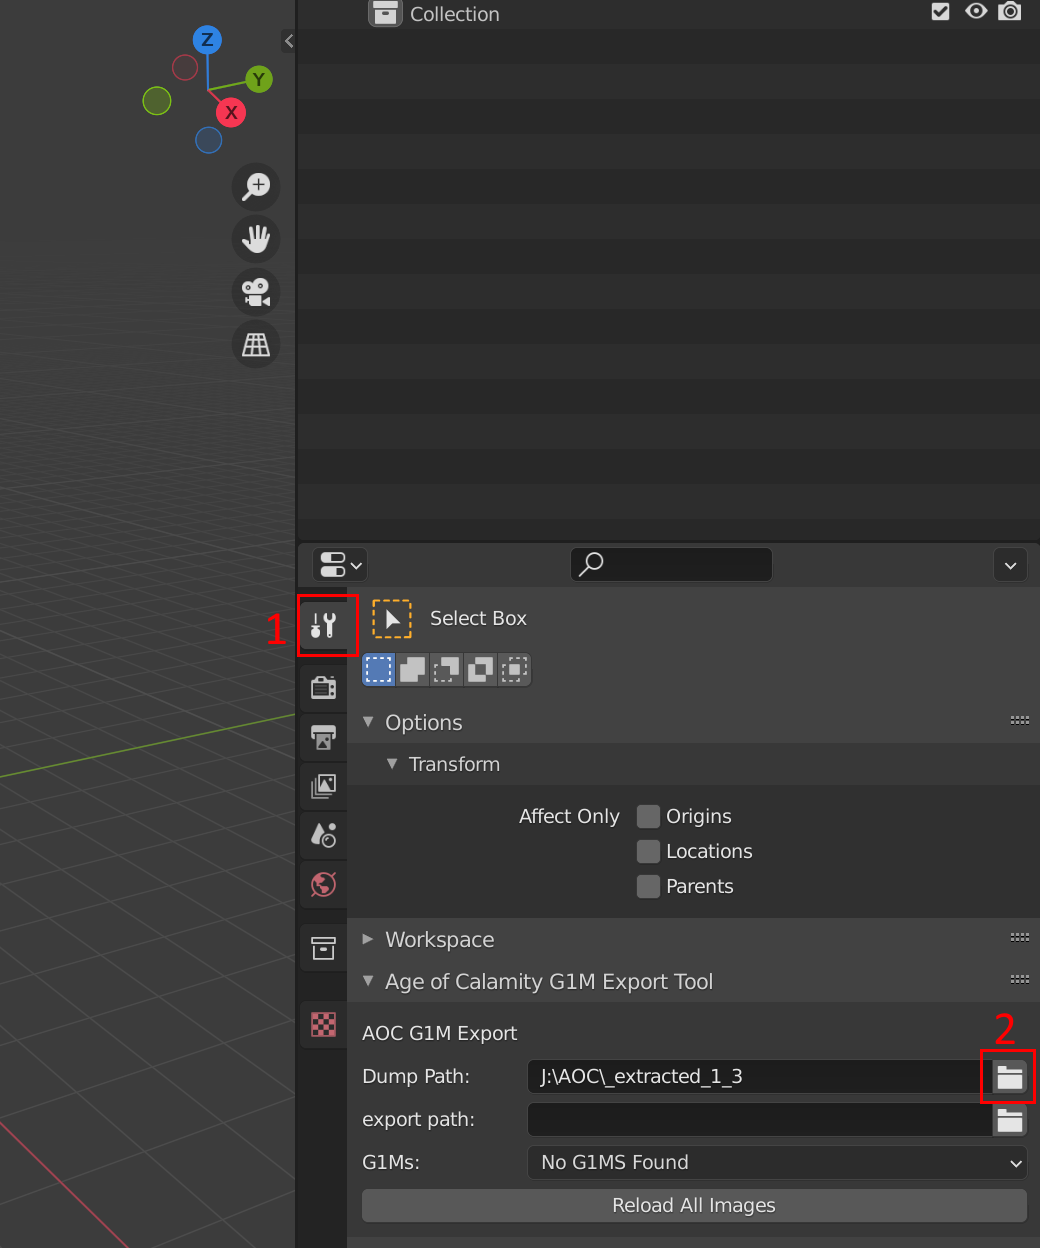 Collection
Z
Y
X
1
Select Box
Options
Transform
Affect Only Origins
Locations
Parents
Workspace
Age of Calamity G1M Export Tool
AOC G1M Export
2
Dump Path: J:\AOC\_extracted_1_3
export path:
G1Ms: No G1MS Found
Reload All Images